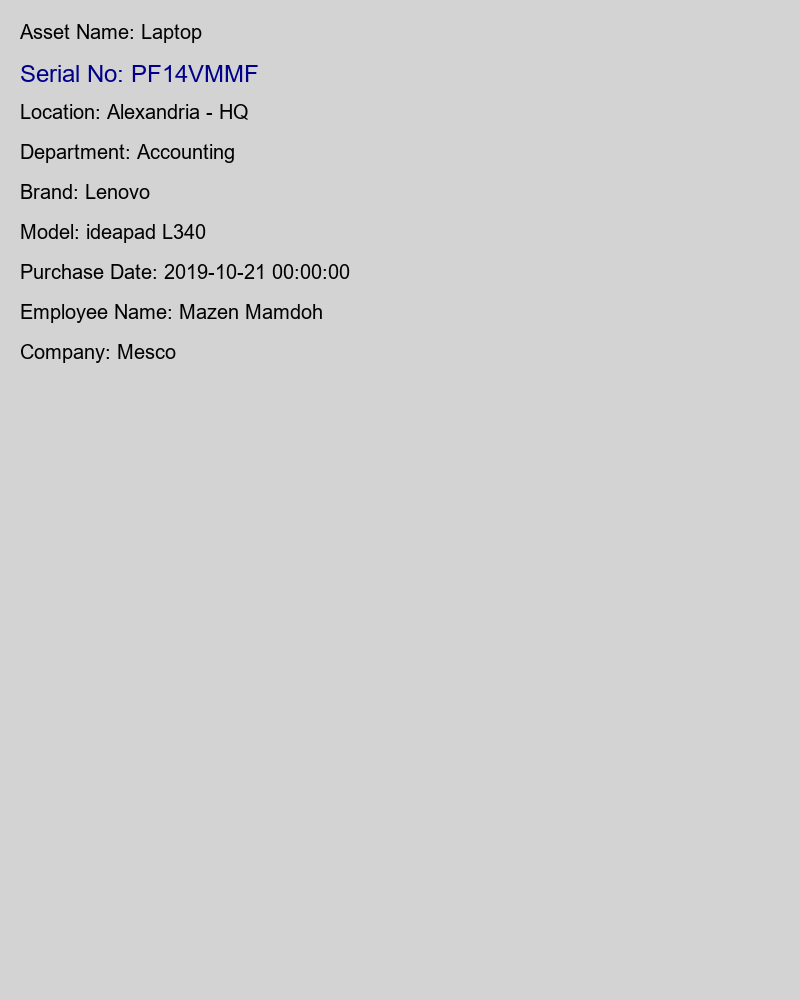 Asset Name: Laptop
Serial No: PF14VMMF
Location: Alexandria - HQ
Department: Accounting
Brand: Lenovo
Model: ideapad L340
Purchase Date: 2019-10-21 00:00:00
Employee Name: Mazen Mamdoh
Company: Mesco